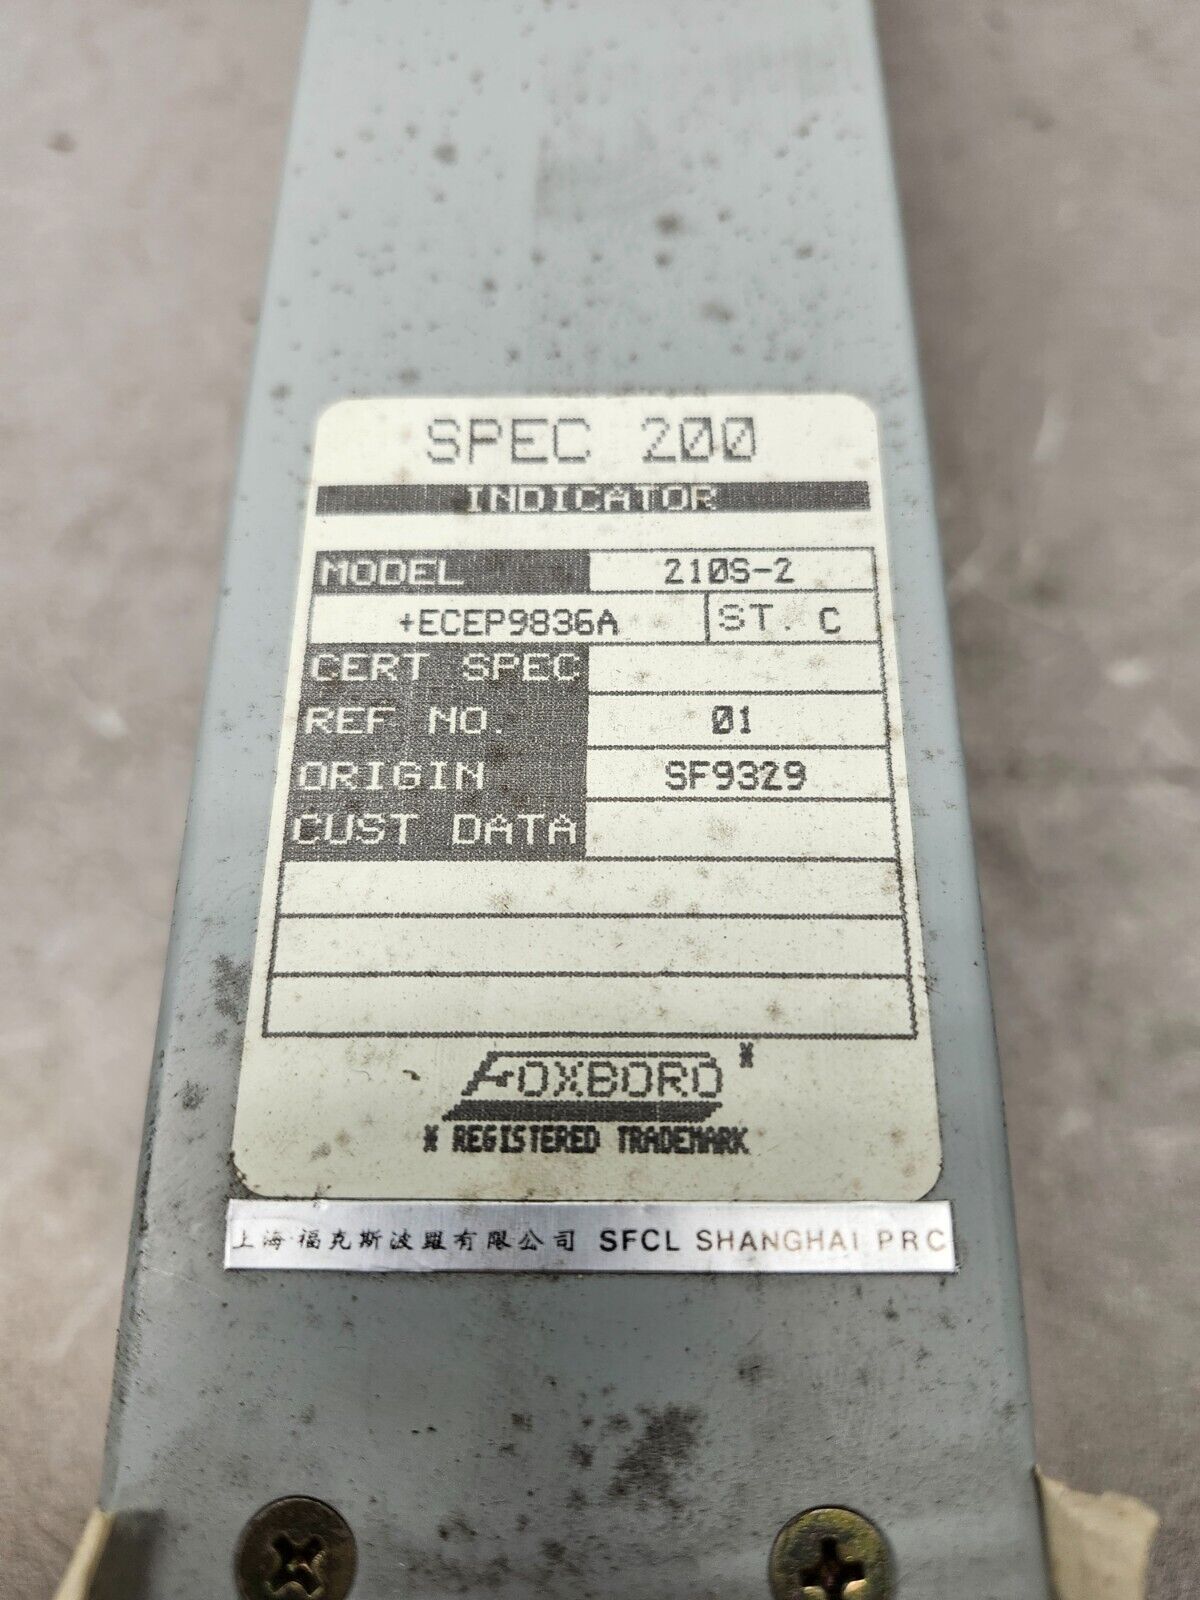 SPEC 200
INDICATOR
MODEL 210S-2
+ECEP9836A ST. C
CERT SPEC
REF NO. 01
ORIGIN SF9329
CUST DATA
FOXBORO *
* REGISTERED TRADEMARK
上海福克斯波羅有限公司 SFCL SHANGHAI PRC